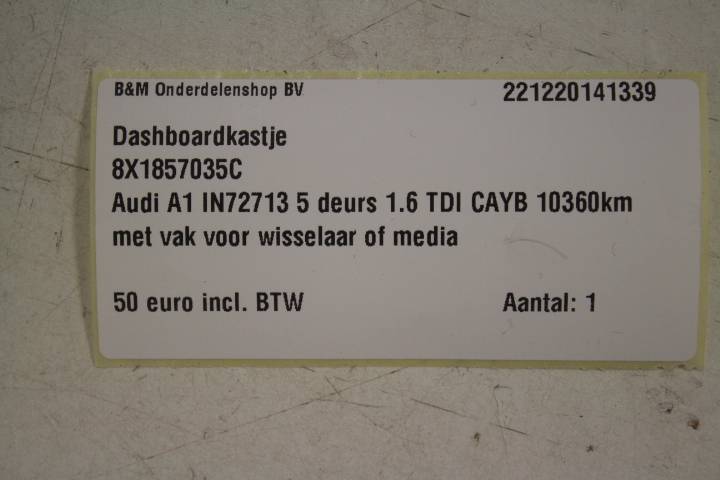 B&M Onderdelenshop BV 221220141339
Dashboardkastje
8X1857035C
Audi A1 IN72713 5 deurs 1.6 TDI CAYB 10360km
met vak voor wisselaar of media
50 euro incl. BTW Aantal: 1